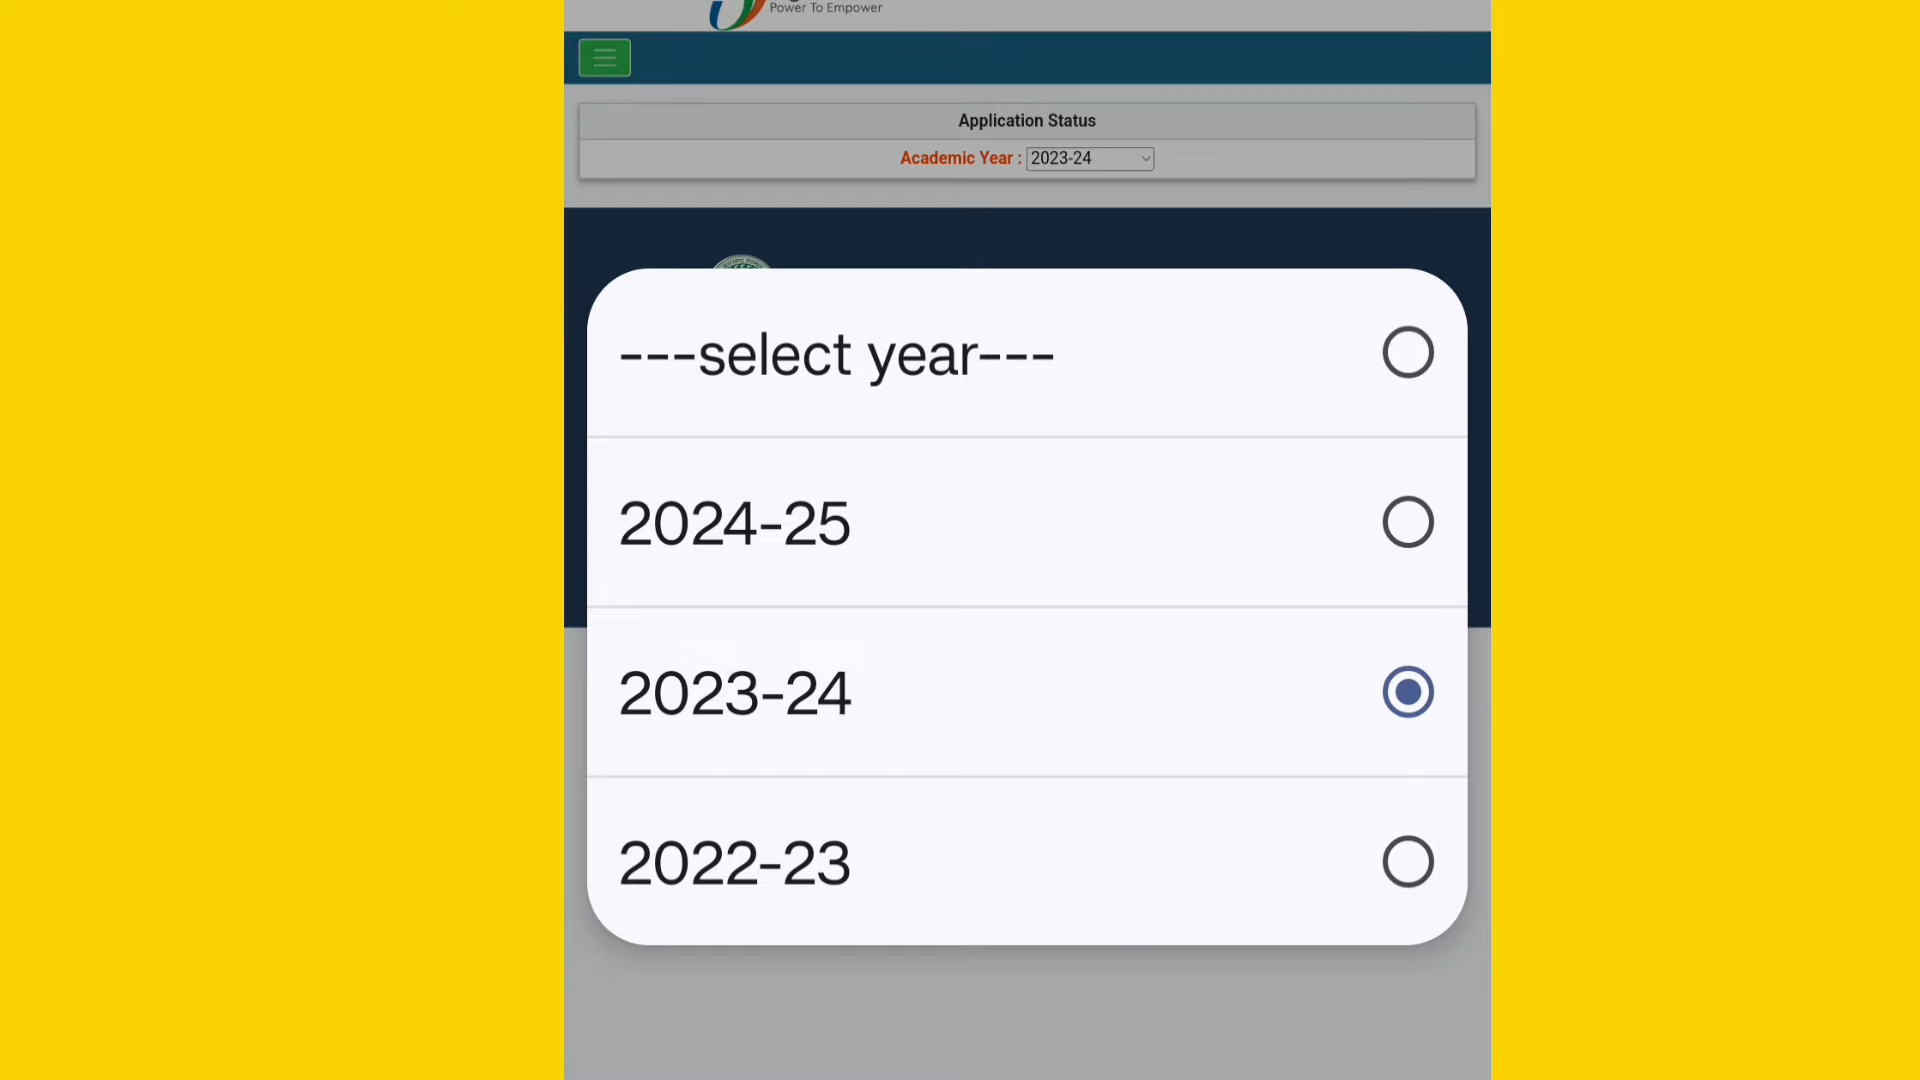 Power To Empower
Application Status
Academic Year : 2023-24
---select year---
2024-25
2023-24
2022-23